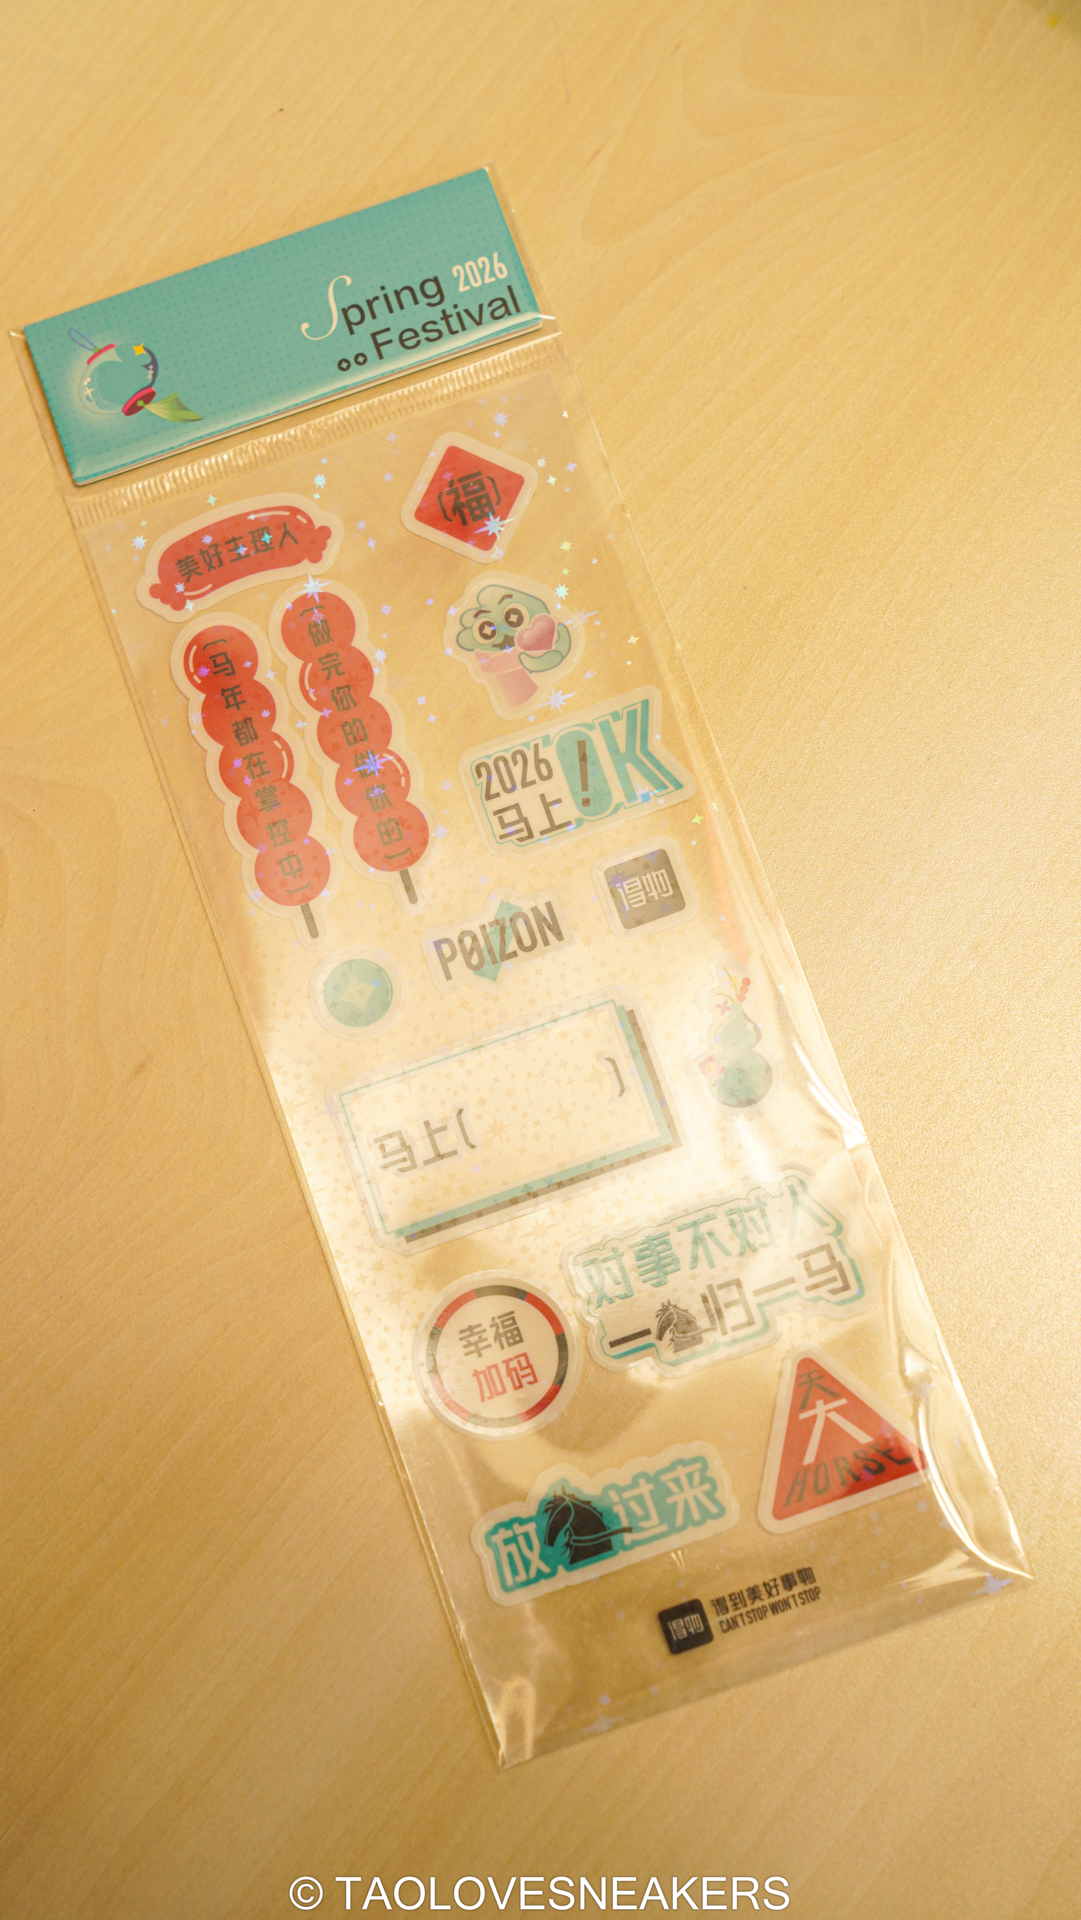 Spring 2026
Festival
(福)
美好主理人
(马年都在掌控中)
(做完你的做你的)
2026
马上!OK
得物
POIZON
马上( )
对事不对人
一归一马
幸福
加码
天
大
HORSE
放过来
得物
得到美好事物
CAN'T STOP WON'T STOP
© TAOLOVESNEAKERS